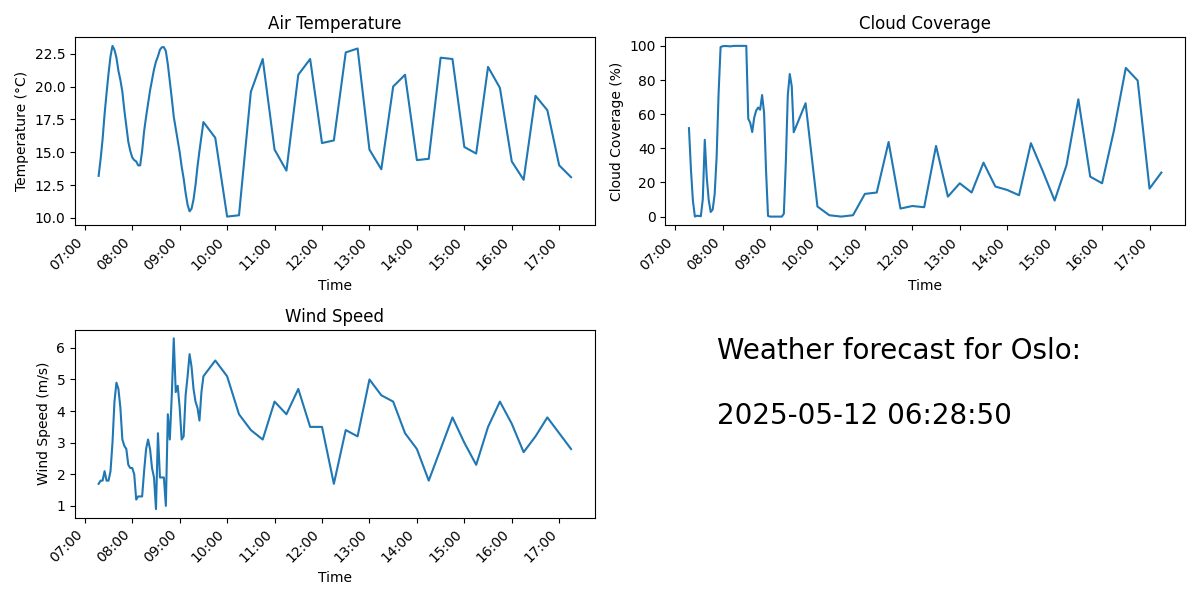 Air Temperature
Temperature (°C)
22.5
20.0
17.5
15.0
12.5
10.0
07:00 08:00 09:00 10:00 11:00 12:00 13:00 14:00 15:00 16:00 17:00
Time
Cloud Coverage
Cloud Coverage (%)
100
80
60
40
20
0
07:00 08:00 09:00 10:00 11:00 12:00 13:00 14:00 15:00 16:00 17:00
Time
Wind Speed
Wind Speed (m/s)
6
5
4
3
2
1
07:00 08:00 09:00 10:00 11:00 12:00 13:00 14:00 15:00 16:00 17:00
Time
Weather forecast for Oslo:
2025-05-12 06:28:50